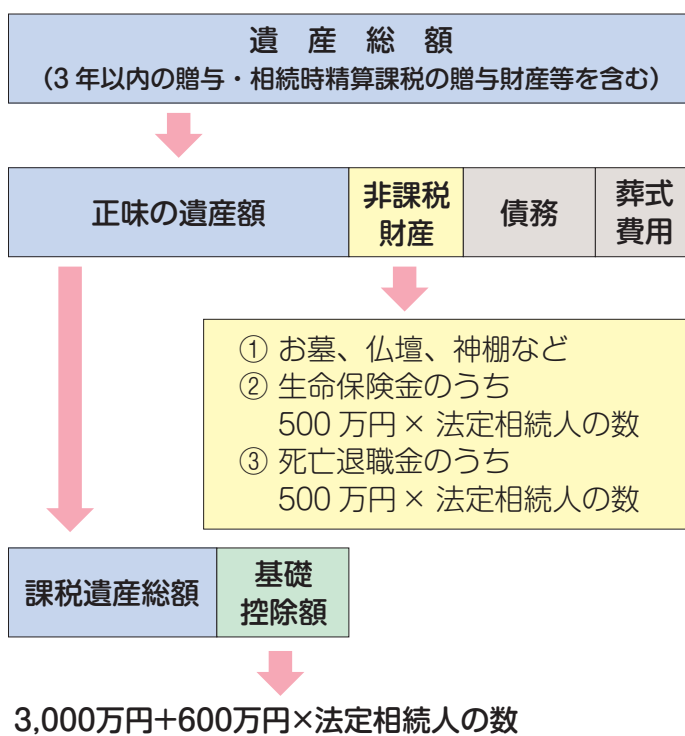 遺産総額
(3年以内の贈与・相続時精算課税の贈与財産等を含む)
正味の遺産額
非課税
財産
債務
葬式
費用
① お墓、仏壇、神棚など
② 生命保険金のうち
500万円×法定相続人の数
③ 死亡退職金のうち
500万円×法定相続人の数
課税遺産総額
基礎
控除額
3,000万円+600万円×法定相続人の数